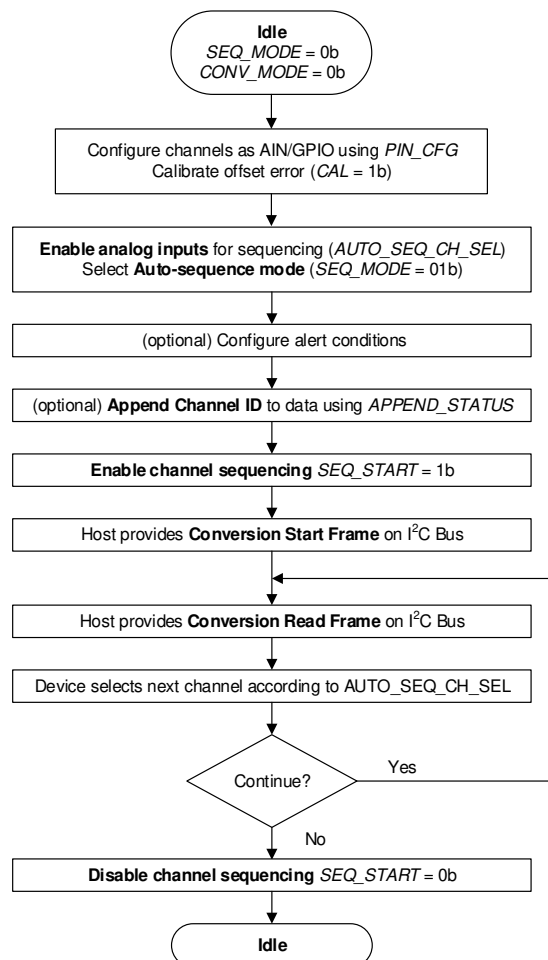 Idle
SEQ_MODE = 0b
CONV_MODE = 0b
Configure channels as AIN/GPIO using PIN_CFG
Calibrate offset error (CAL = 1b)
Enable analog inputs for sequencing (AUTO_SEQ_CH_SEL)
Select Auto-sequence mode (SEQ_MODE = 01b)
(optional) Configure alert conditions
(optional) Append Channel ID to data using APPEND_STATUS
Enable channel sequencing SEQ_START = 1b
Host provides Conversion Start Frame on I²C Bus
Host provides Conversion Read Frame on I²C Bus
Device selects next channel according to AUTO_SEQ_CH_SEL
Continue?
Yes
No
Disable channel sequencing SEQ_START = 0b
Idle